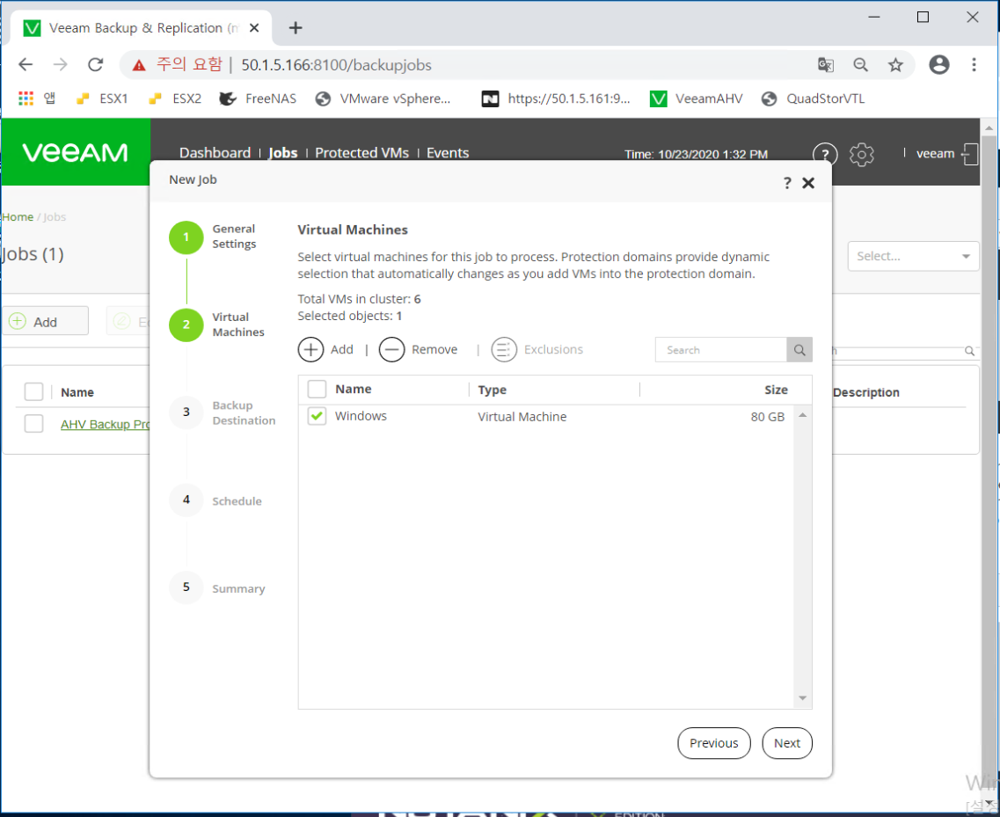 Veeam Backup & Replication (m
주의 요함 | 50.1.5.166:8100/backupjobs
앱 ESX1 ESX2 FreeNAS VMware vSphere... https://50.1.5.161:9... VeeamAHV QuadStorVTL
VEEAM Dashboard | Jobs | Protected VMs | Events Time: 10/23/2020 1:32 PM ? | veeam
New Job ?
Home / Jobs
Jobs (1)
Select...
Add
Name Description
AHV Backup Pro
1 General
Settings
2 Virtual
Machines
3 Backup
Destination
4 Schedule
5 Summary
Virtual Machines
Select virtual machines for this job to process. Protection domains provide dynamic
selection that automatically changes as you add VMs into the protection domain.
Total VMs in cluster: 6
Selected objects: 1
Add | Remove | Exclusions Search
Name Type Size
Windows Virtual Machine 80 GB
Previous Next
EDITION